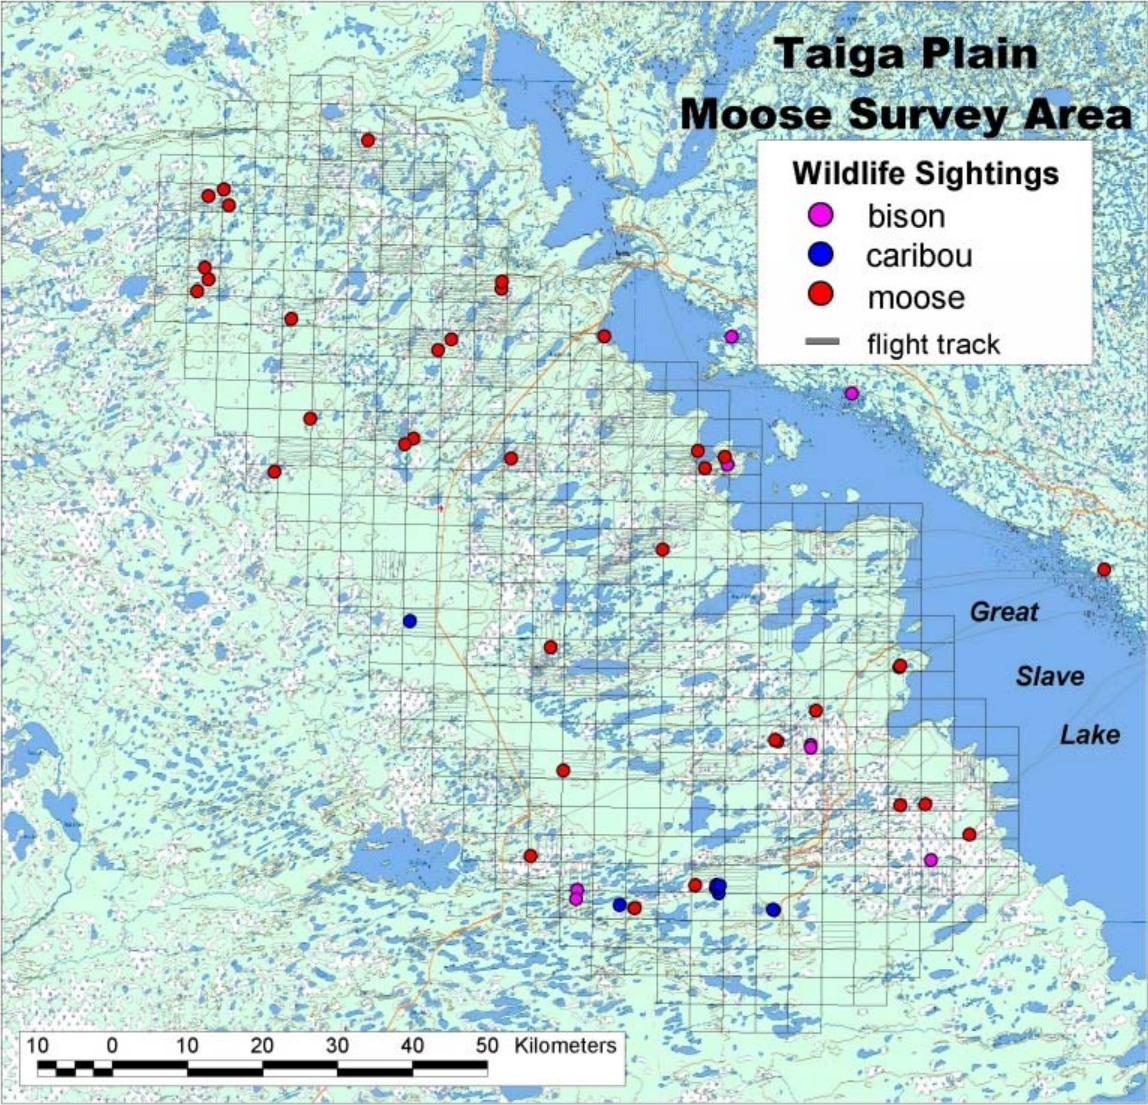 Taiga Plain
Moose Survey Area
Wildlife Sightings
bison
caribou
moose
flight track
Great
Slave
Lake
10 0 10 20 30 40 50 Kilometers